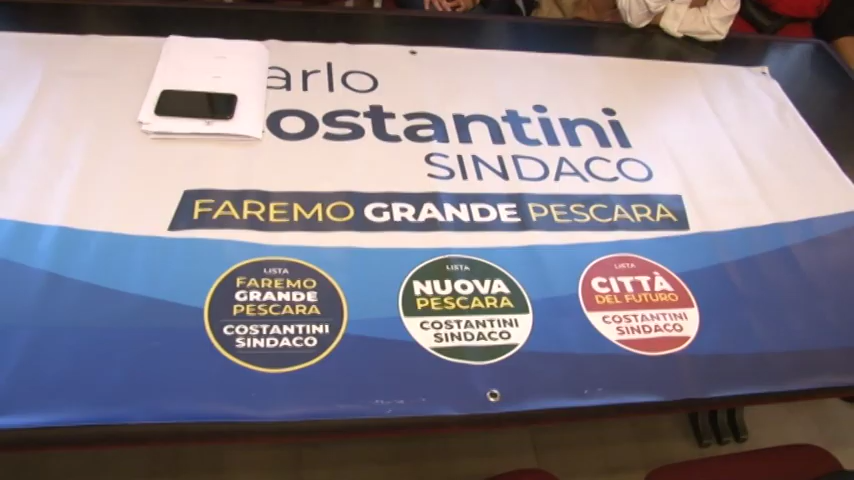 arlo
ostantini
SINDACO
FAREMO GRANDE PESCARA
LISTA
FAREMO
GRANDE
PESCARA
COSTANTINI
SINDACO
LISTA
NUOVA
PESCARA
COSTANTINI
SINDACO
LISTA
CITTÀ
DEL FUTURO
COSTANTINI
SINDACO